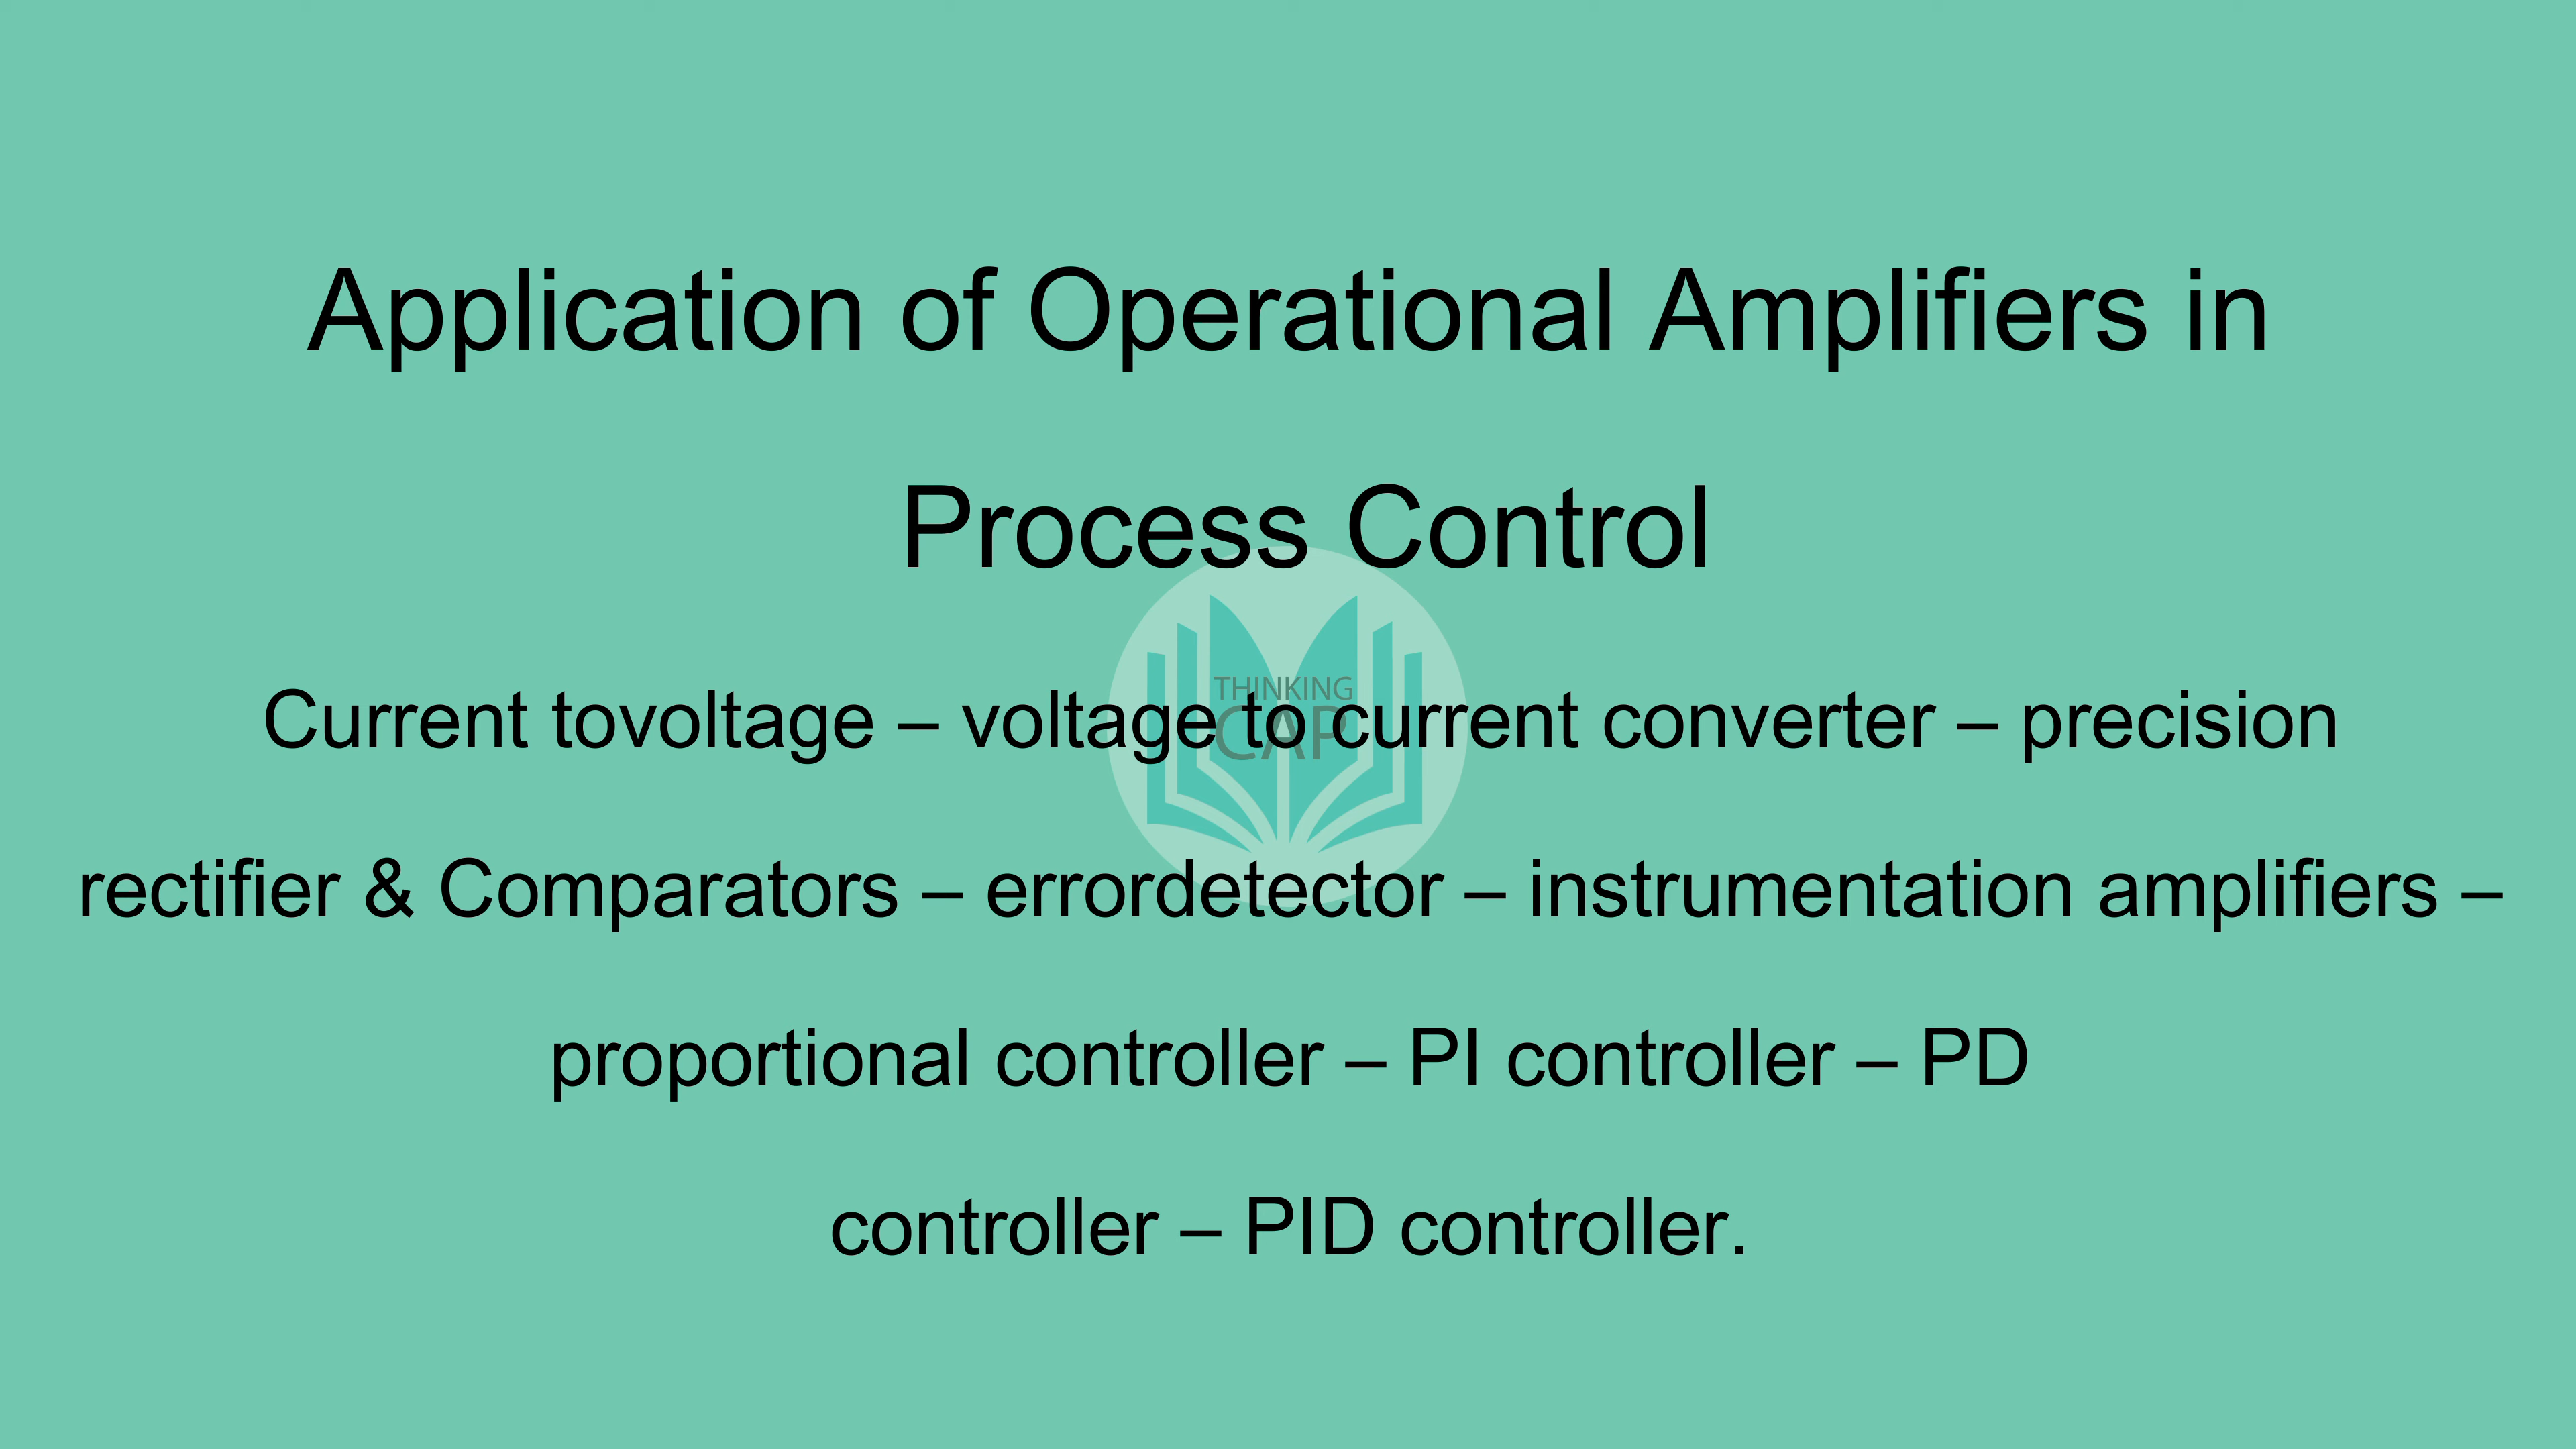 Application of Operational Amplifiers in
Process Control
THINKING
CAP
Current tovoltage – voltage to current converter – precision
rectifier & Comparators – errordetector – instrumentation amplifiers –
proportional controller – PI controller – PD
controller – PID controller.